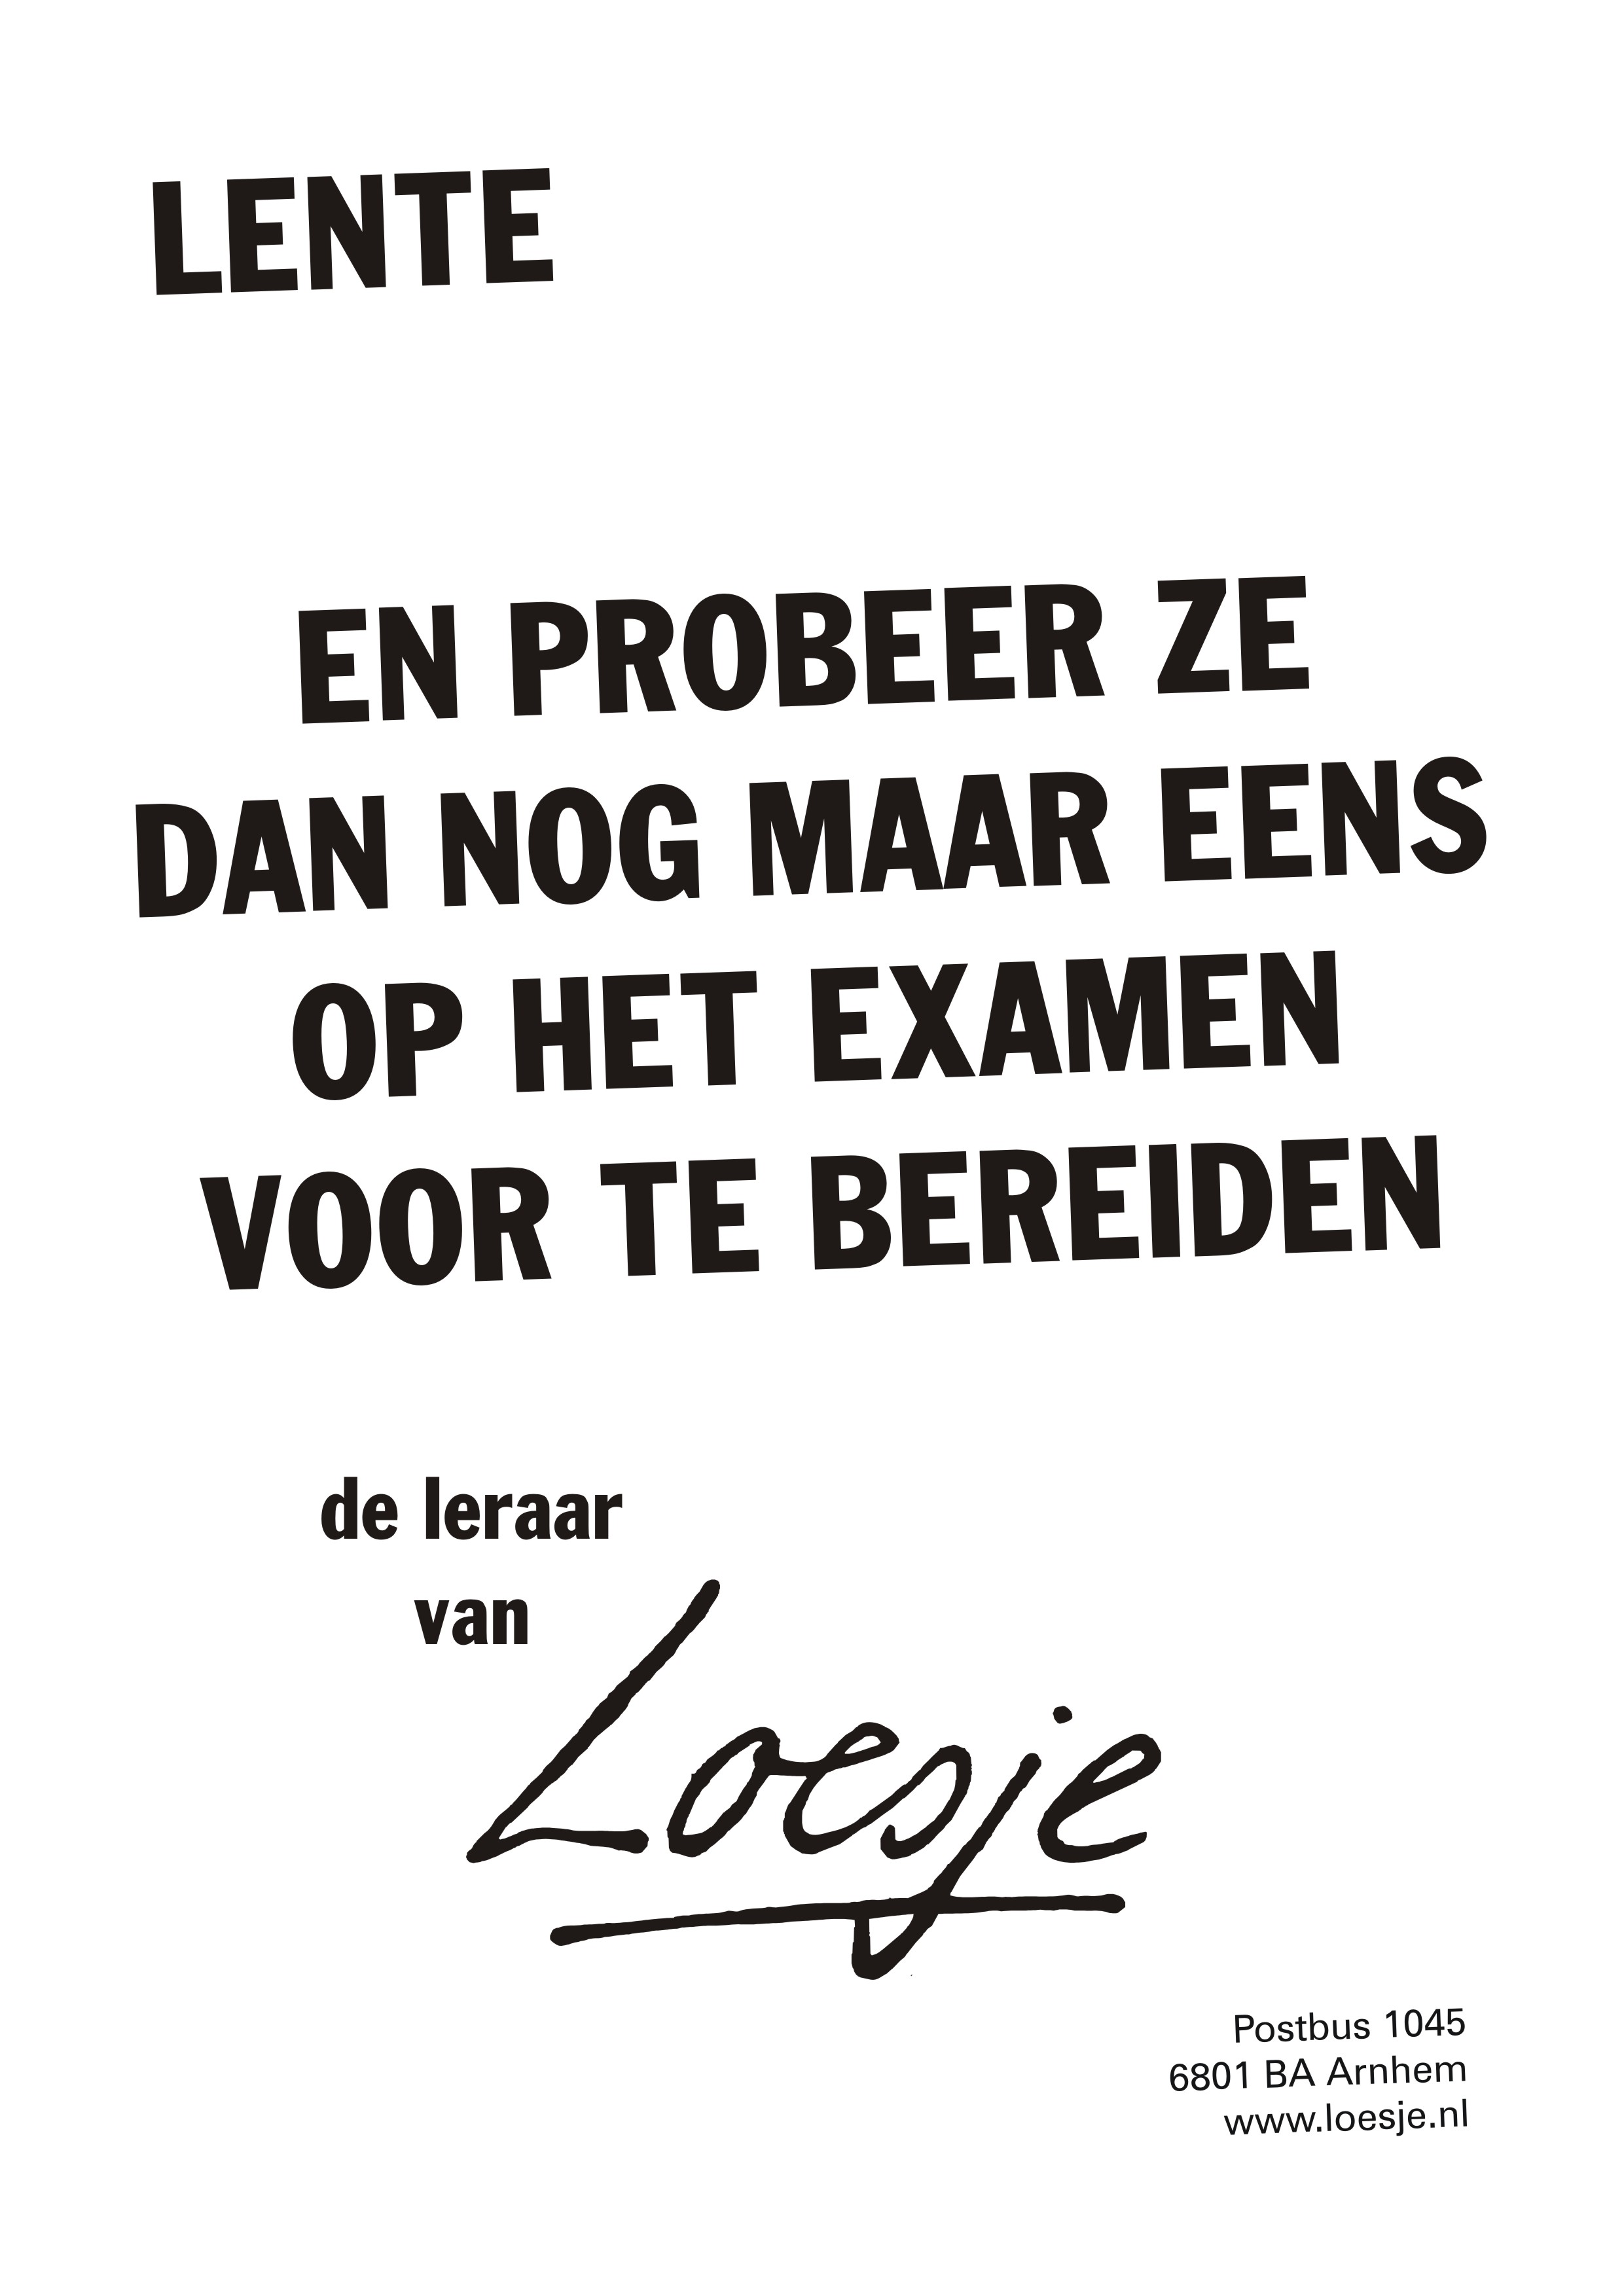 LENTE
EN PROBEER ZE
DAN NOG MAAR EENS
OP HET EXAMEN
VOOR TE BEREIDEN
de leraar
van
Loesje
Postbus 1045
6801 BA Arnhem
www.loesje.nl